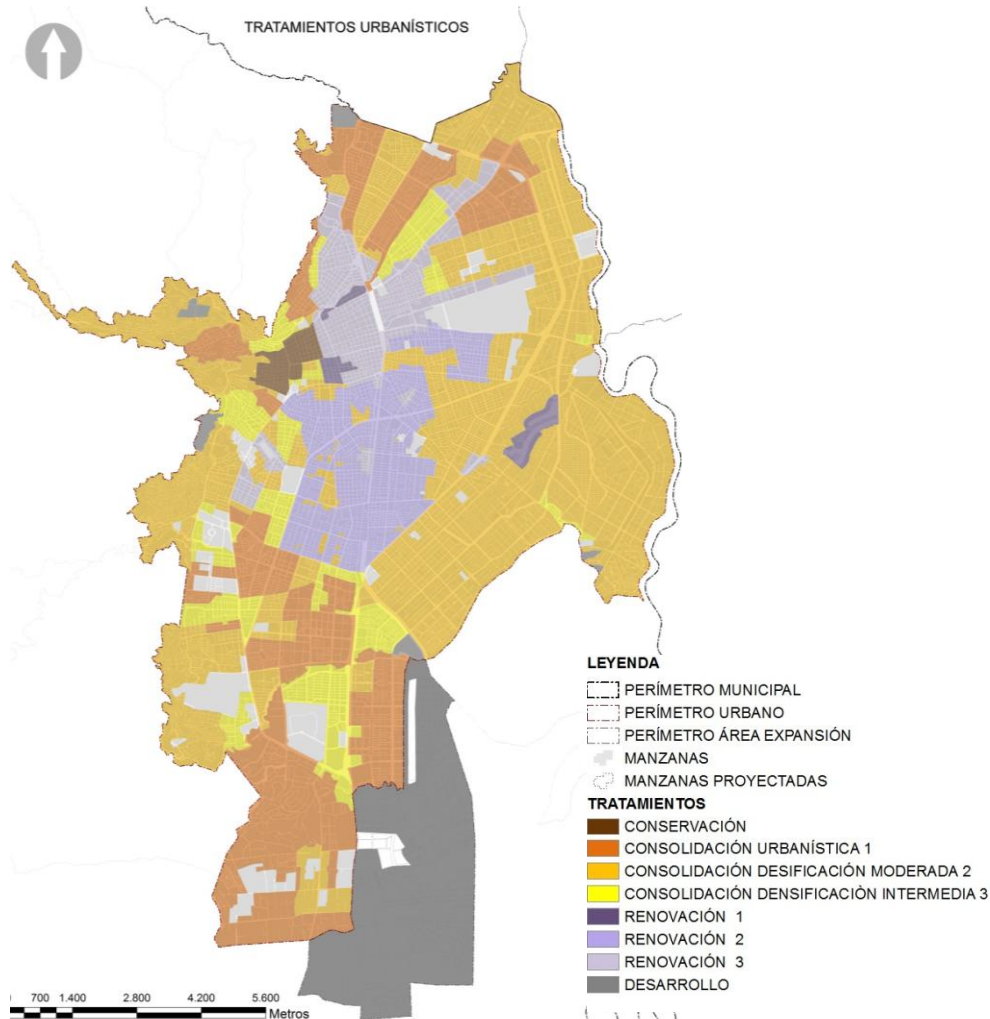 TRATAMIENTOS URBANÍSTICOS
LEYENDA
PERÍMETRO MUNICIPAL
PERÍMETRO URBANO
PERÍMETRO ÁREA EXPANSIÓN
MANZANAS
MANZANAS PROYECTADAS
TRATAMIENTOS
CONSERVACIÓN
CONSOLIDACIÓN URBANÍSTICA 1
CONSOLIDACIÓN DESIFICACIÓN MODERADA 2
CONSOLIDACIÓN DENSIFICACIÒN INTERMEDIA 3
RENOVACIÓN 1
RENOVACIÓN 2
RENOVACIÓN 3
DESARROLLO
700 1.400 2.800 4.200 5.600
Metros